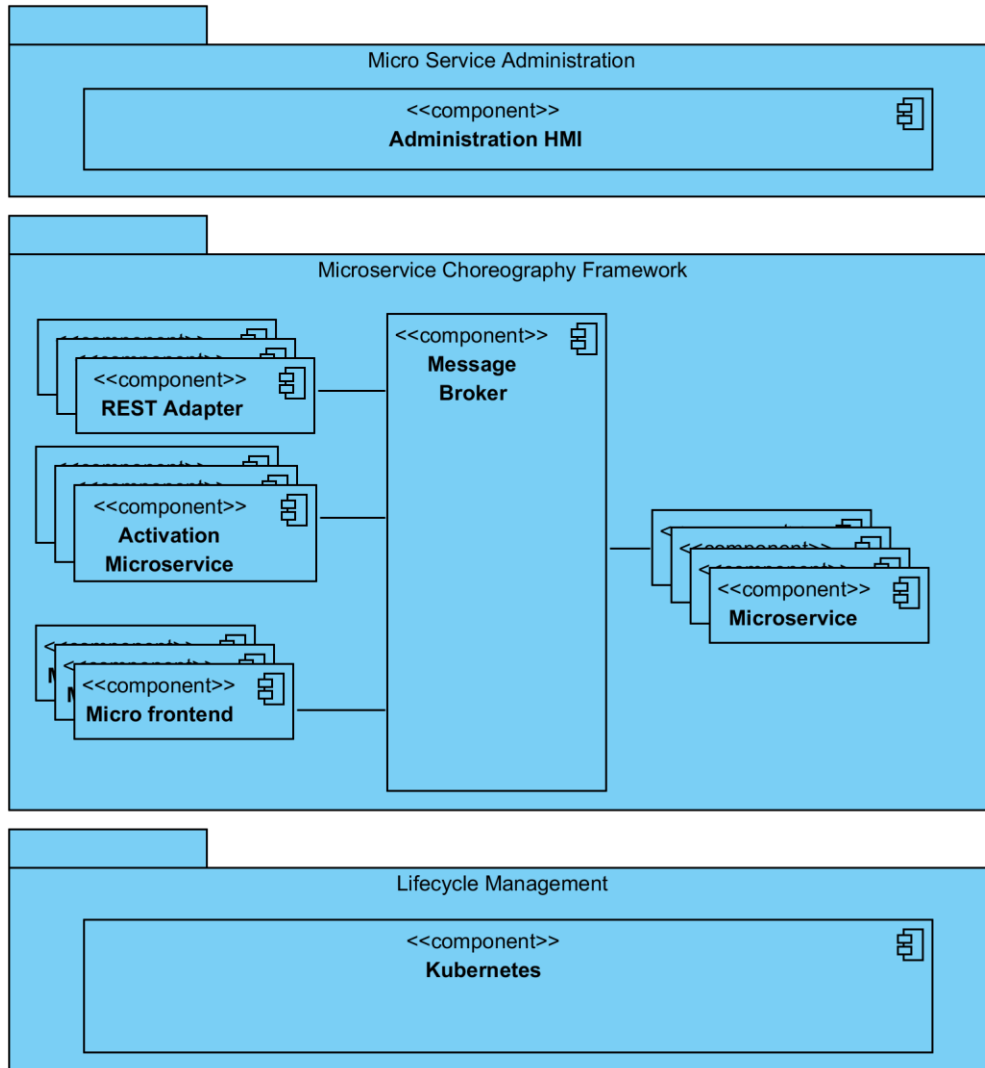 Micro Service Administration
<<component>>
Administration HMI
Microservice Choreography Framework
<<component>>
REST Adapter
<<component>>
Activation
Microservice
<<component>>
Micro frontend
<<component>>
Message
Broker
<<component>>
Microservice
Lifecycle Management
<<component>>
Kubernetes